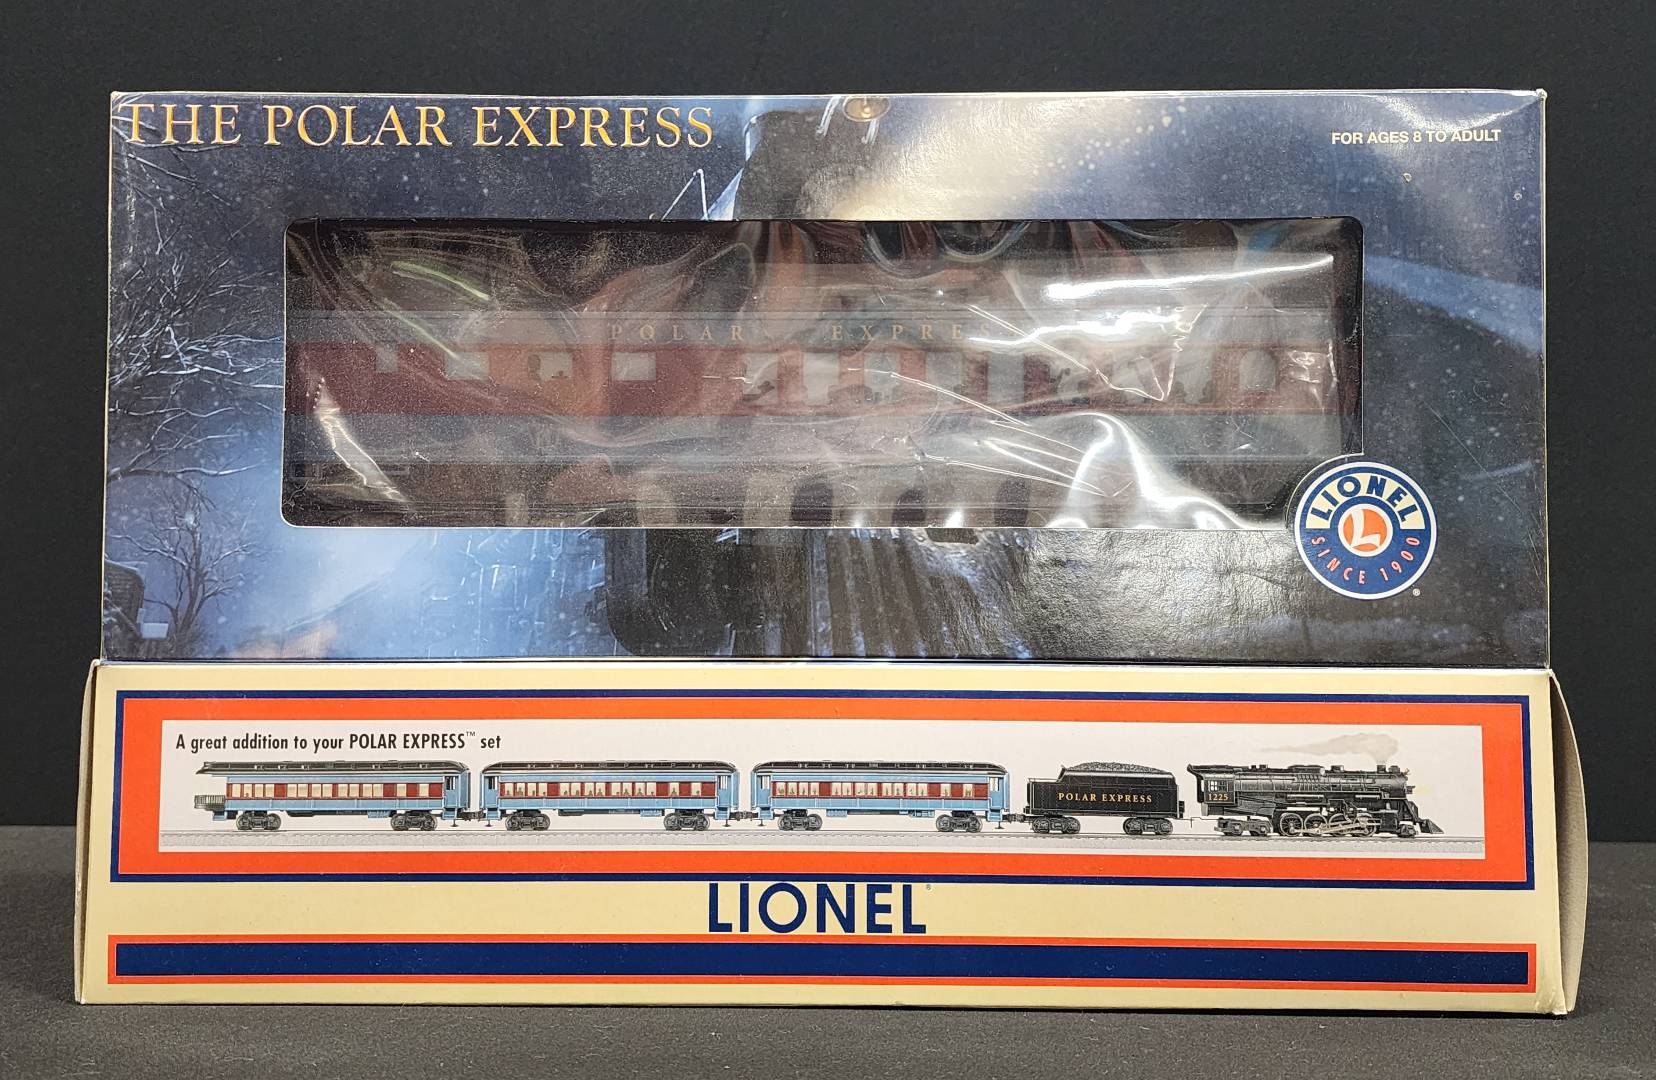 THE POLAR EXPRESS
FOR AGES 8 TO ADULT
POLAR EXPRES
LIONEL
L
SINCE 1900
®
A great addition to your POLAR EXPRESS™ set
POLAR EXPRESS
1225
LIONEL®